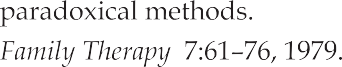 paradoxical methods.
Family Therapy 7:61–76, 1979.